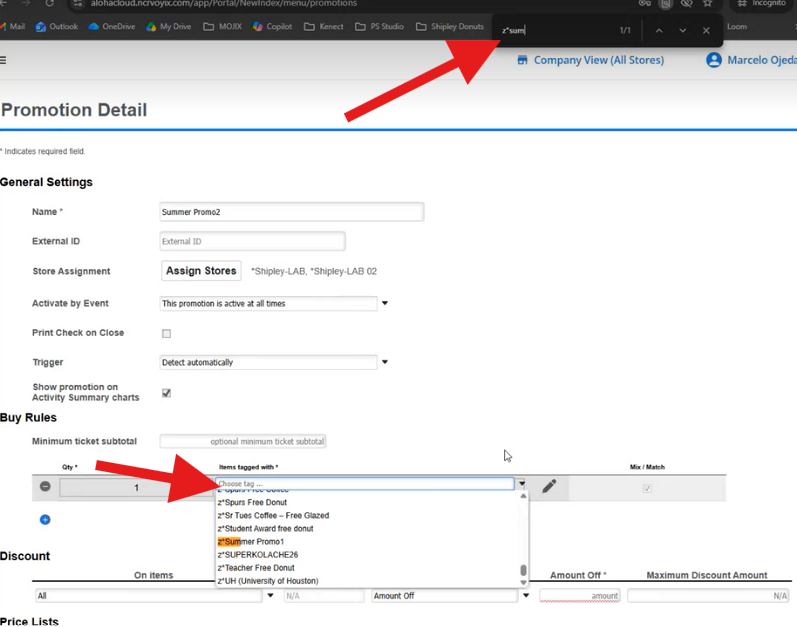 alohacloud.ncrvoyix.com/app/Portal/NewIndex/menu/promotions
Incognito
Mail Outlook OneDrive My Drive MOJIX Copilot Kenect PS Studio Shipley Donuts Loom
z*sum 1/1
Company View (All Stores) Marcelo Ojeda
Promotion Detail
* Indicates required field.
General Settings
Name * Summer Promo2
External ID External ID
Store Assignment Assign Stores *Shipley-LAB, *Shipley-LAB 02
Activate by Event This promotion is active at all times
Print Check on Close
Trigger Detect automatically
Show promotion on
Activity Summary charts
Buy Rules
Minimum ticket subtotal optional minimum ticket subtotal
Qty * Items tagged with * Mix / Match
1 Choose tag ...
z*Spurs Free Coffee
z*Spurs Free Donut
z*Sr Tues Coffee – Free Glazed
z*Student Award free donut
z*Summer Promo1
z*SUPERKOLACHE26
z*Teacher Free Donut
z*UH (University of Houston)
Discount
On items Amount Off * Maximum Discount Amount
All N/A Amount Off amount N/A
Price Lists